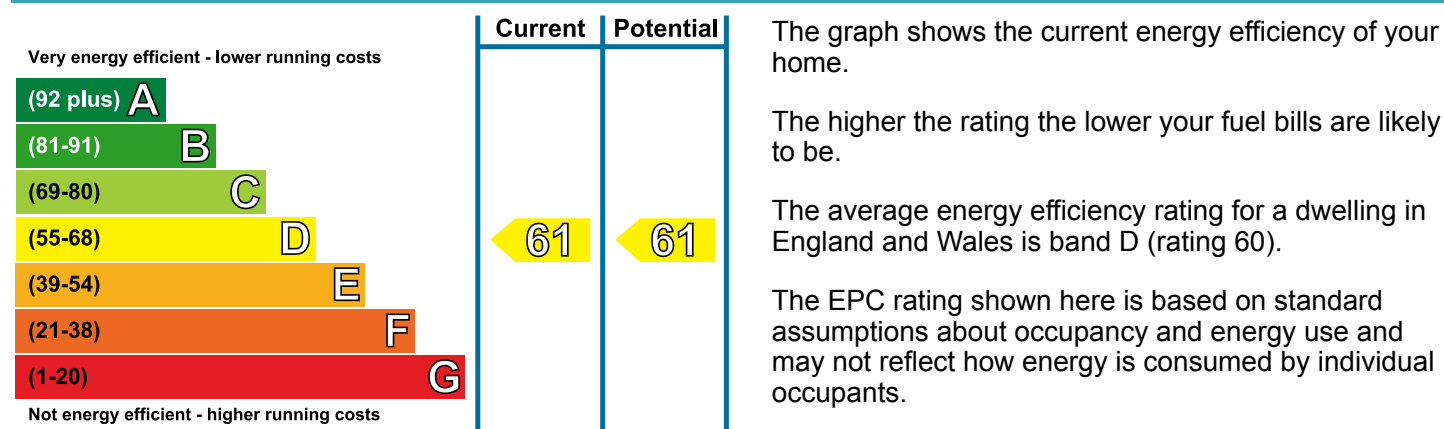 Current Potential
Very energy efficient - lower running costs
(92 plus) A
(81-91) B
(69-80) C
(55-68) D 61 61
(39-54) E
(21-38) F
(1-20) G
Not energy efficient - higher running costs
The graph shows the current energy efficiency of your
home.
The higher the rating the lower your fuel bills are likely
to be.
The average energy efficiency rating for a dwelling in
England and Wales is band D (rating 60).
The EPC rating shown here is based on standard
assumptions about occupancy and energy use and
may not reflect how energy is consumed by individual
occupants.